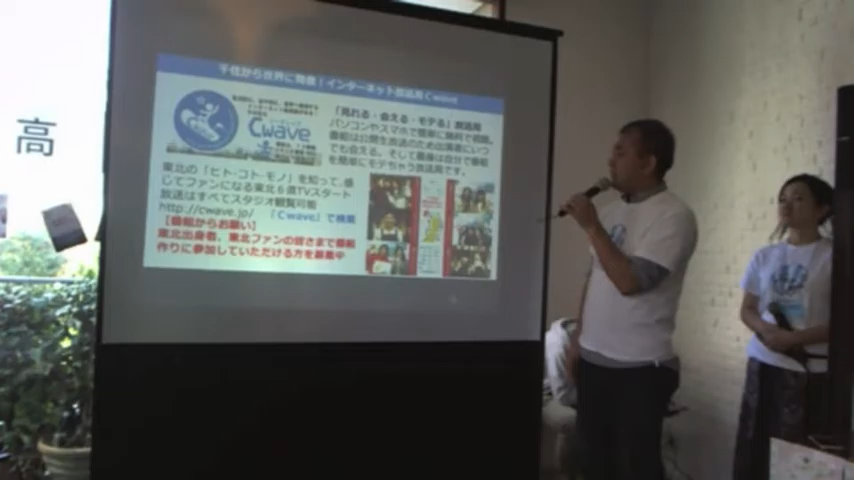 高
千住から世界に発信！インターネット放送局Cwave
Cwave
「見れる・会える・モテる」放送局
パソコンやスマホで簡単に無料で視聴。
番組は公開生放送のため出演者にいつ
でも会える。そして最後は自分で番組
を簡単にモテちゃう放送局です。
東北の「ヒト・コト・モノ」を知って、感
じてファンになる東北６魂TVスタート
放送はすべてスタジオ観覧可能
http://cwave.jp/ 「Cwave」で検索
【番組からお願い】
東北出身者、東北ファンの皆さまで番組
作りに参加していただける方を募集中